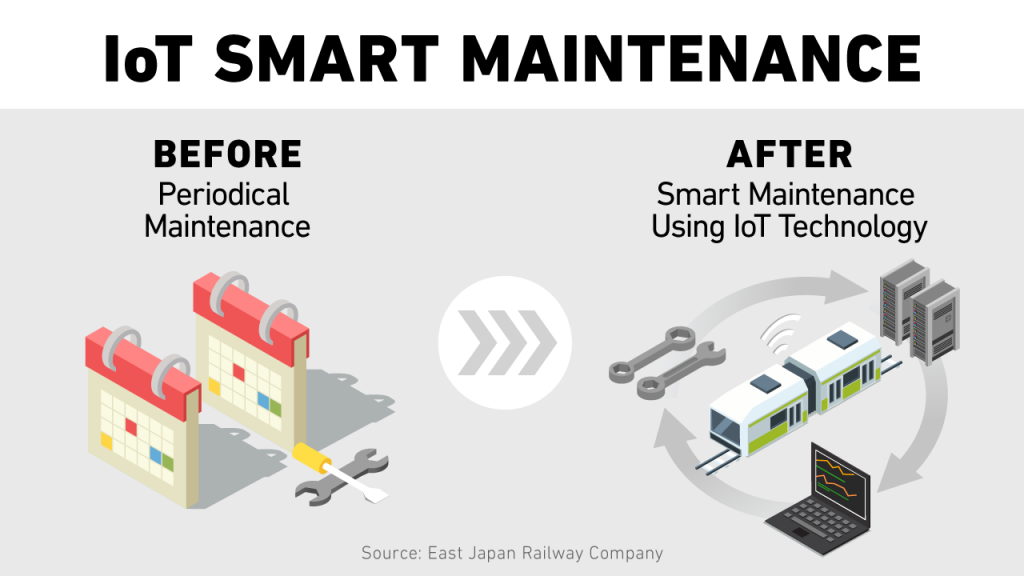 IoT SMART MAINTENANCE
BEFORE
Periodical
Maintenance
AFTER
Smart Maintenance
Using IoT Technology
Source: East Japan Railway Company